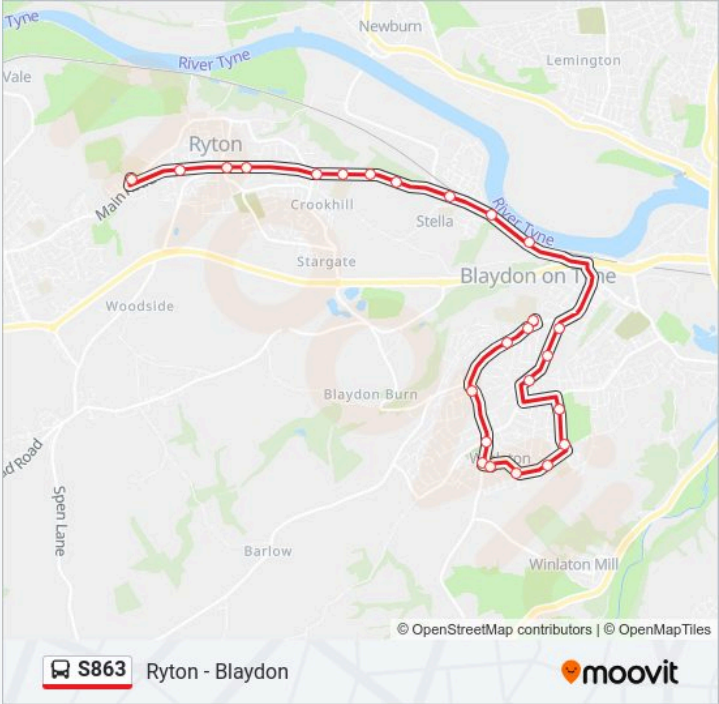 Tyne
Newburn
River Tyne
Lemington
Vale
Ryton
Main
Crookhill
Stella
River Tyne
Stargate
Blaydon on Tyne
Woodside
Blaydon Burn
ad Road
Spen Lane
Barlow
Winlaton Mill
© OpenStreetMap contributors | © OpenMapTiles
S863 Ryton - Blaydon
moovit